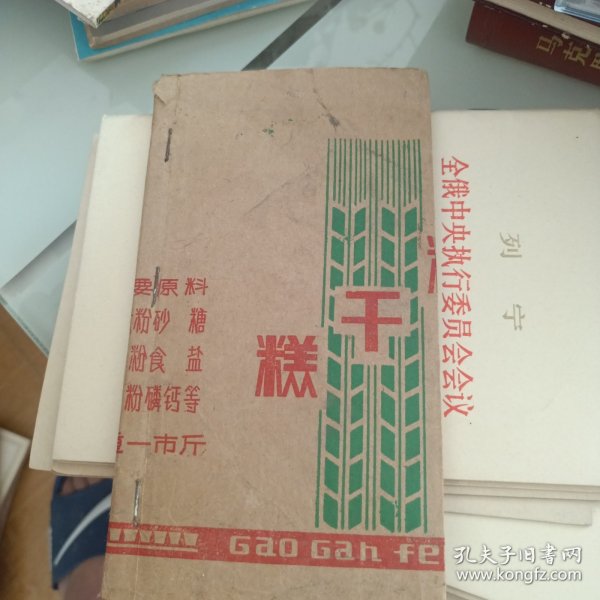 要原料
粉砂 糖
粉食 盐
粉磷钙等
一市斤
糕
干
Gao Gan fe
全俄中央执行委员会会议
列宁
马克
孔夫子旧书网
www.kongfz.com